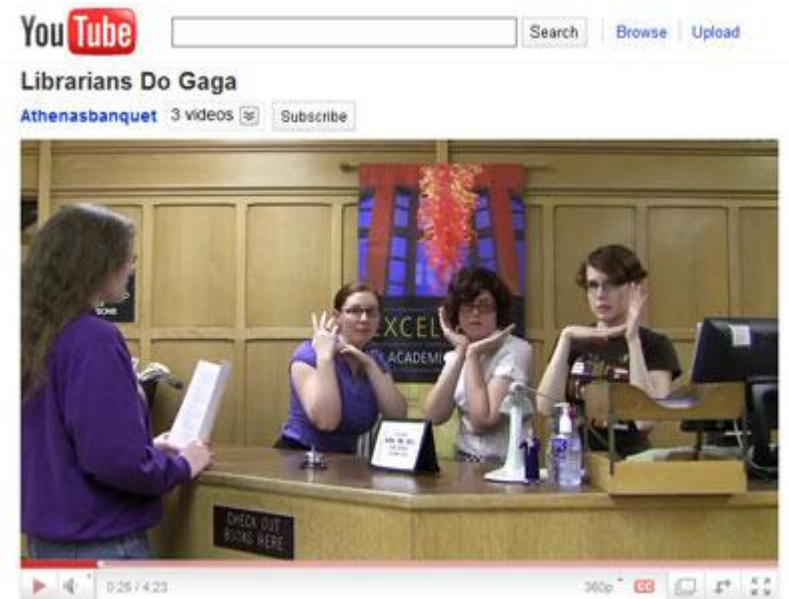 YouTube Search Browse Upload
Librarians Do Gaga
Athenasbanquet 3 videos Subscribe
EXCEL
ACADEMI
CHECK OUT
BOOKS HERE
0:26 / 4:23 360p CC